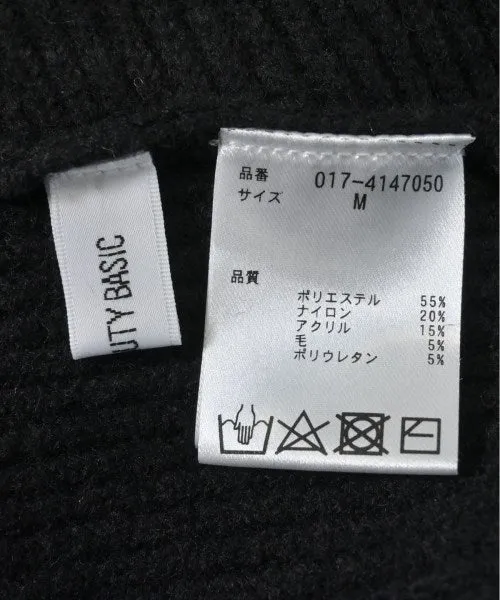 UTY BASIC
品番 017-4147050
サイズ M
品質
ポリエステル 55%
ナイロン 20%
アクリル 15%
毛 5%
ポリウレタン 5%